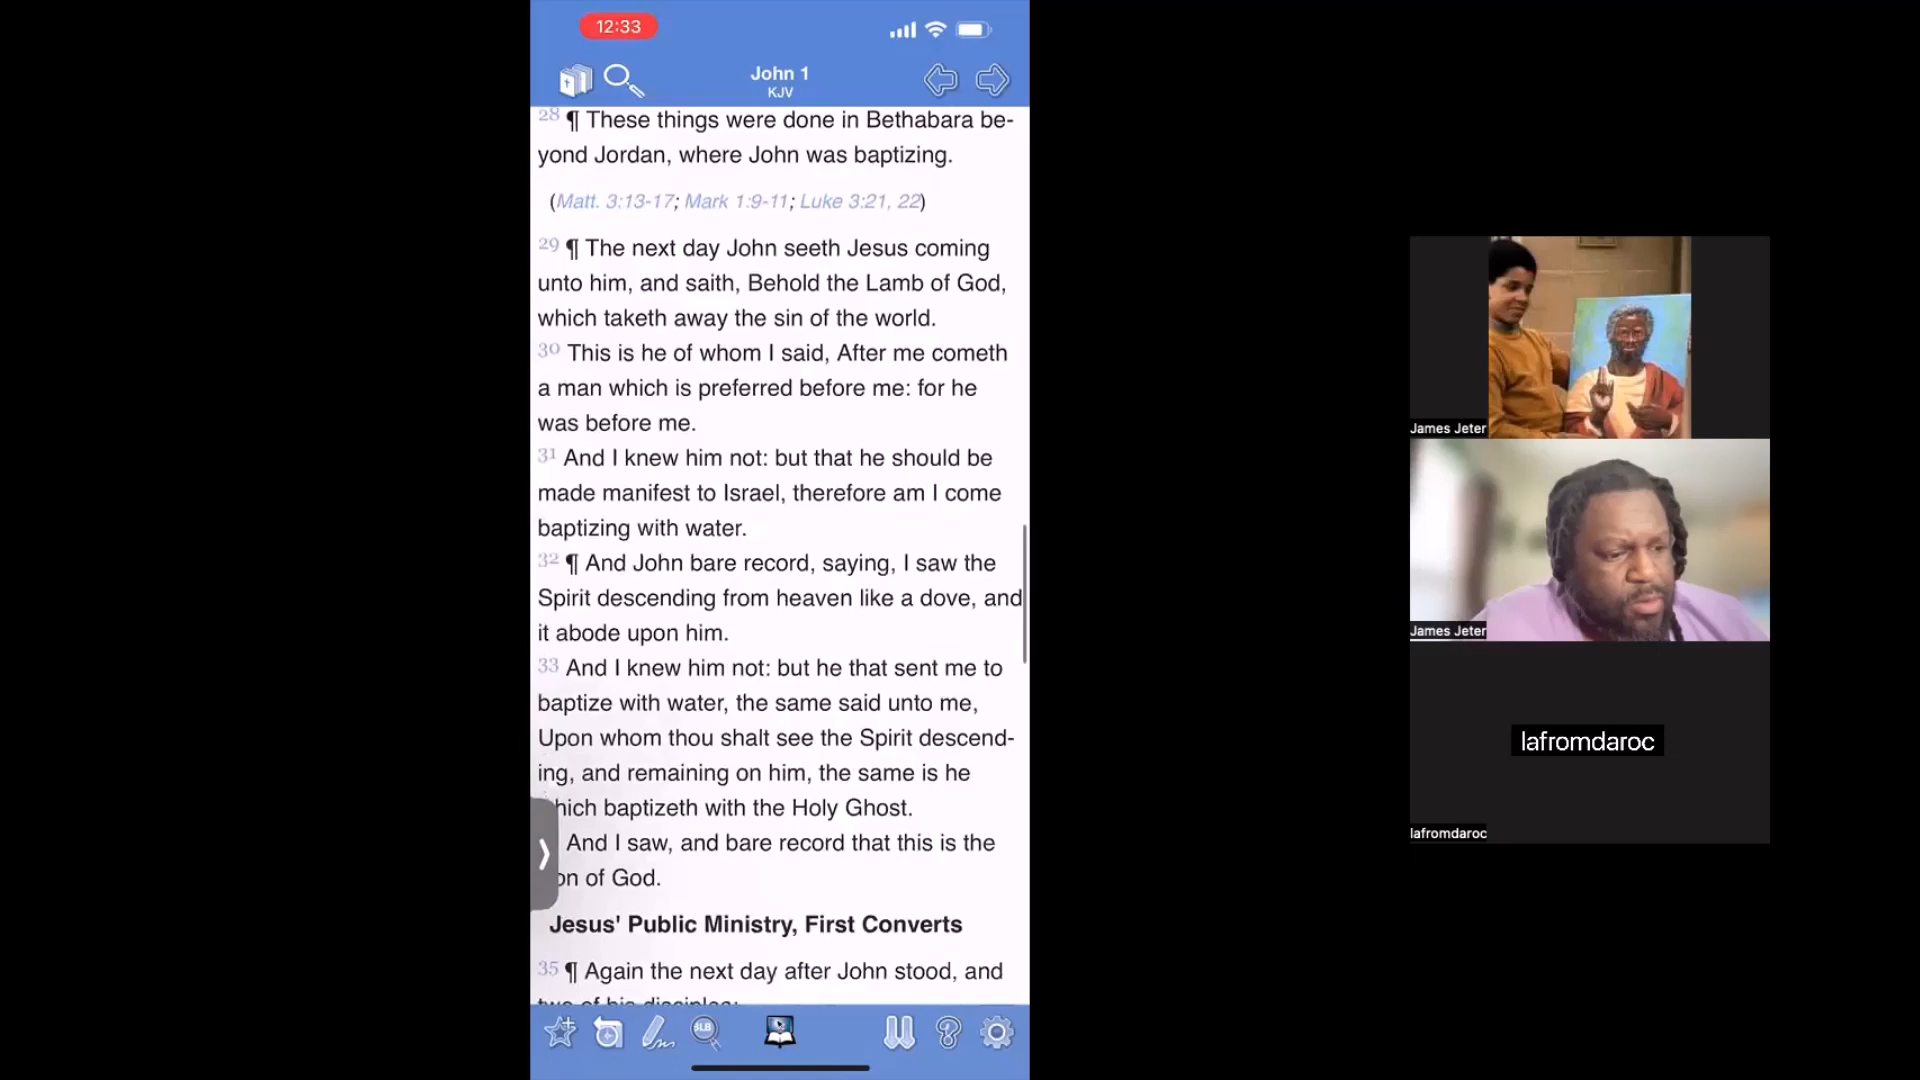 12:33
John 1
KJV
28 ¶ These things were done in Bethabara be-
yond Jordan, where John was baptizing.
(Matt. 3:13-17; Mark 1:9-11; Luke 3:21, 22)
29 ¶ The next day John seeth Jesus coming
unto him, and saith, Behold the Lamb of God,
which taketh away the sin of the world.
30 This is he of whom I said, After me cometh
a man which is preferred before me: for he
was before me.
31 And I knew him not: but that he should be
made manifest to Israel, therefore am I come
baptizing with water.
32 ¶ And John bare record, saying, I saw the
Spirit descending from heaven like a dove, and
it abode upon him.
33 And I knew him not: but he that sent me to
baptize with water, the same said unto me,
Upon whom thou shalt see the Spirit descend-
ing, and remaining on him, the same is he
hich baptizeth with the Holy Ghost.
And I saw, and bare record that this is the
on of God.
Jesus' Public Ministry, First Converts
35 ¶ Again the next day after John stood, and
two of his disciples;
BLB
James Jeter
James Jeter
lafromdaroc
lafromdaroc